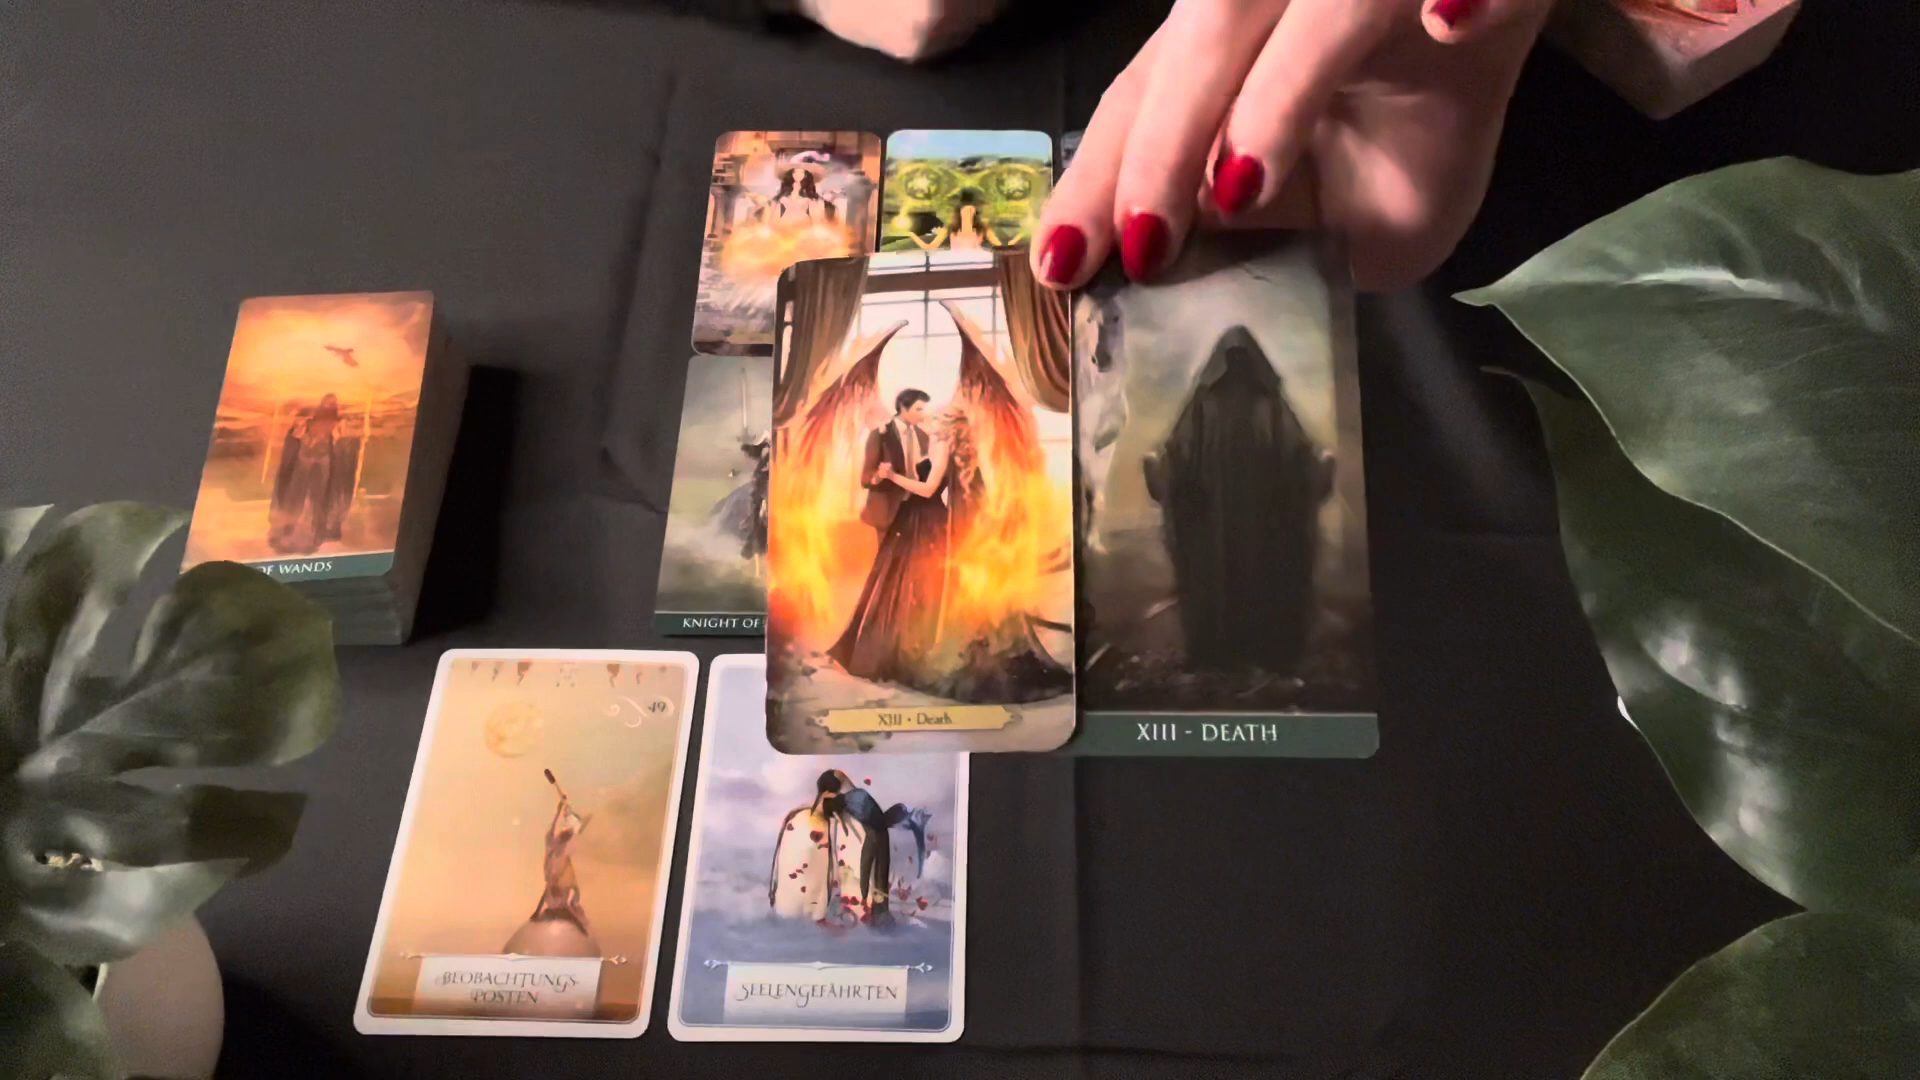 OF WANDS
KNIGHT OF
XIII • Death
XIII - DEATH
49
BEOBACHTUNGS-
POSTEN
SEELENGEFÄHRTEN